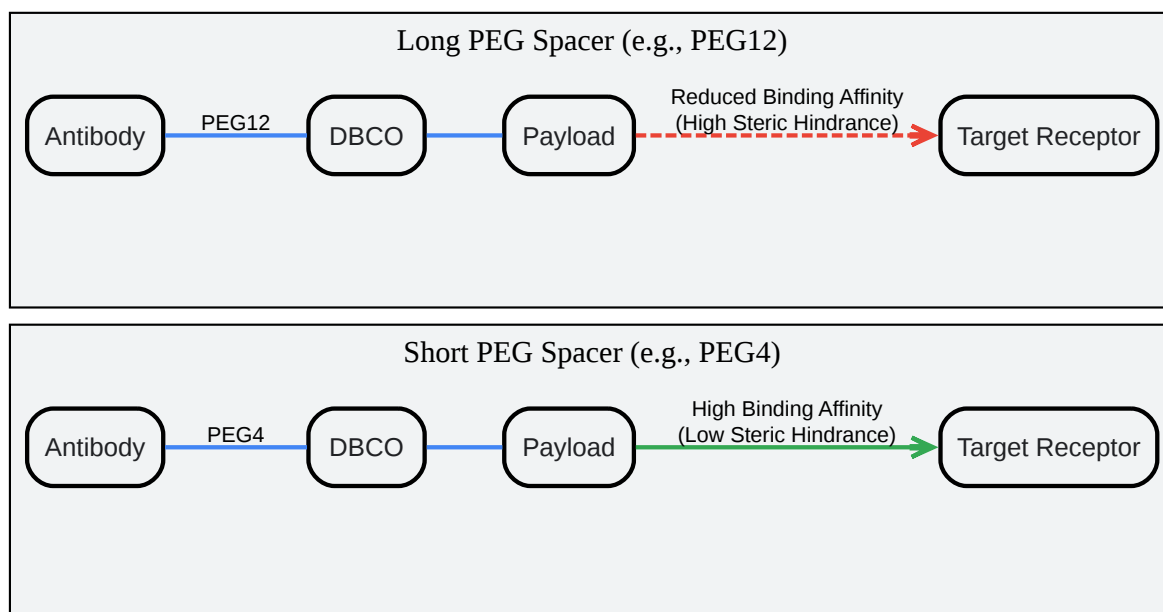 Long PEG Spacer (e.g., PEG12)
Antibody
PEG12
DBCO
Payload
Reduced Binding Affinity
(High Steric Hindrance)
Target Receptor
Short PEG Spacer (e.g., PEG4)
Antibody
PEG4
DBCO
Payload
High Binding Affinity
(Low Steric Hindrance)
Target Receptor